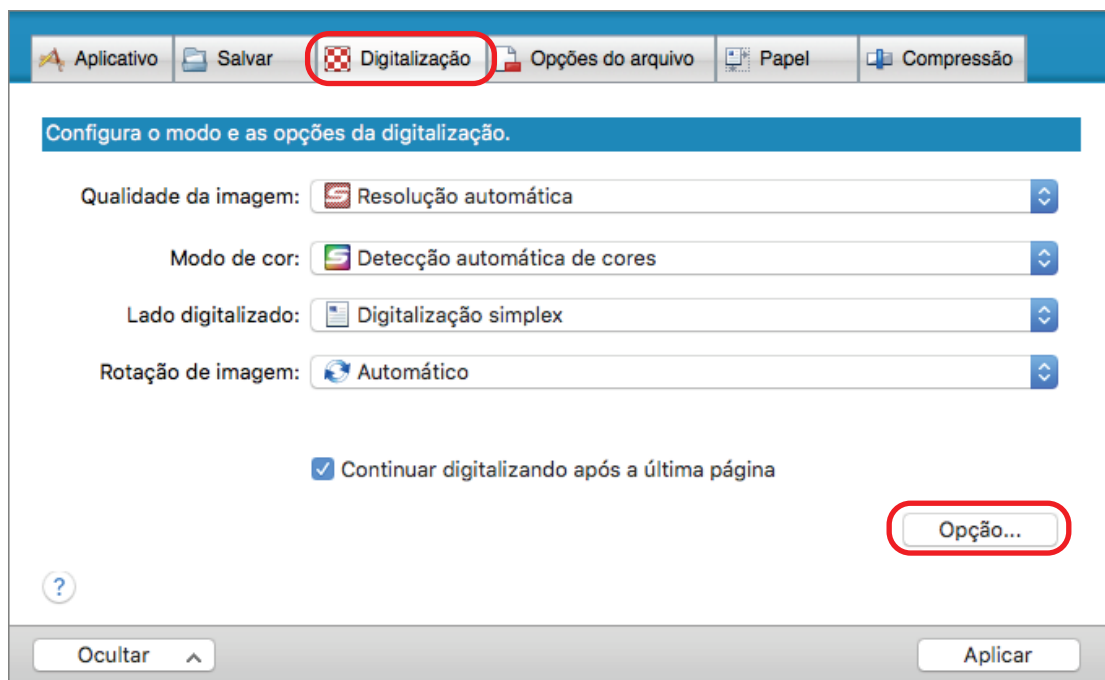 Aplicativo Salvar Digitalização Opções do arquivo Papel Compressão
Configura o modo e as opções da digitalização.
Qualidade da imagem: Resolução automática
Modo de cor: Detecção automática de cores
Lado digitalizado: Digitalização simplex
Rotação de imagem: Automático
Continuar digitalizando após a última página
Opção...
?
Ocultar Aplicar